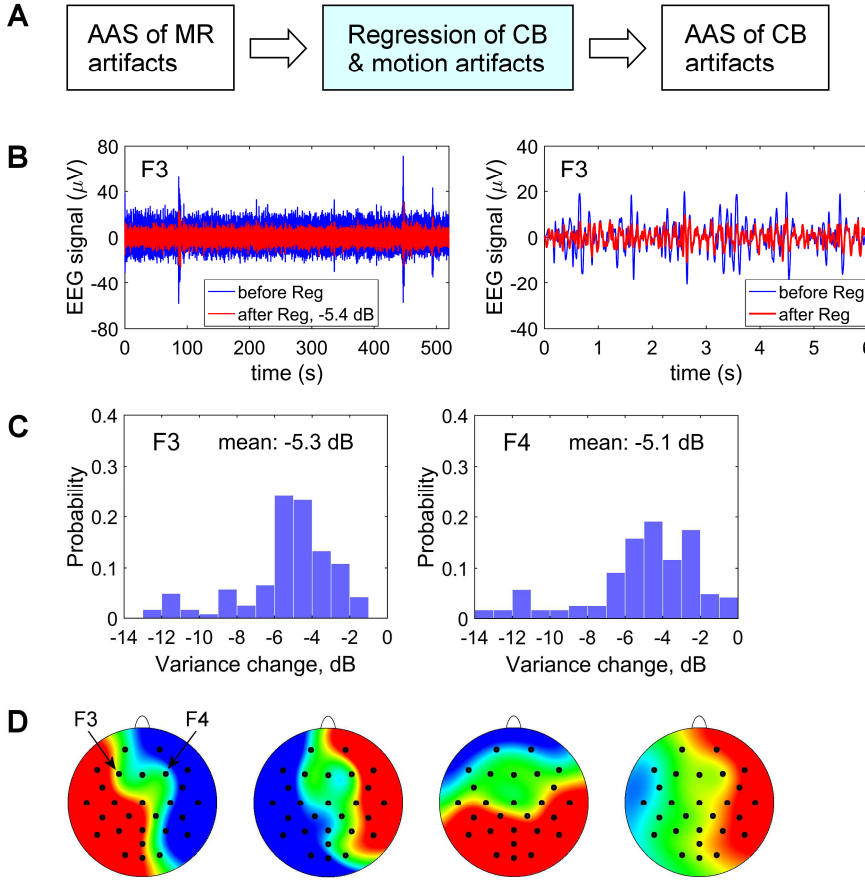 A
AAS of MR
artifacts
Regression of CB
& motion artifacts
AAS of CB
artifacts
B
EEG signal (μV)
80
40
0
-40
-80
F3
before Reg
after Reg, -5.4 dB
0 100 200 300 400 500
time (s)
EEG signal (μV)
40
20
0
-20
-40
F3
before Reg
after Reg
0 1 2 3 4 5 6
time (s)
C
Probability
0.4
0.3
0.2
0.1
0
F3 mean: -5.3 dB
-14 -12 -10 -8 -6 -4 -2 0
Variance change, dB
Probability
0.4
0.3
0.2
0.1
0
F4 mean: -5.1 dB
-14 -12 -10 -8 -6 -4 -2 0
Variance change, dB
D
F3 F4